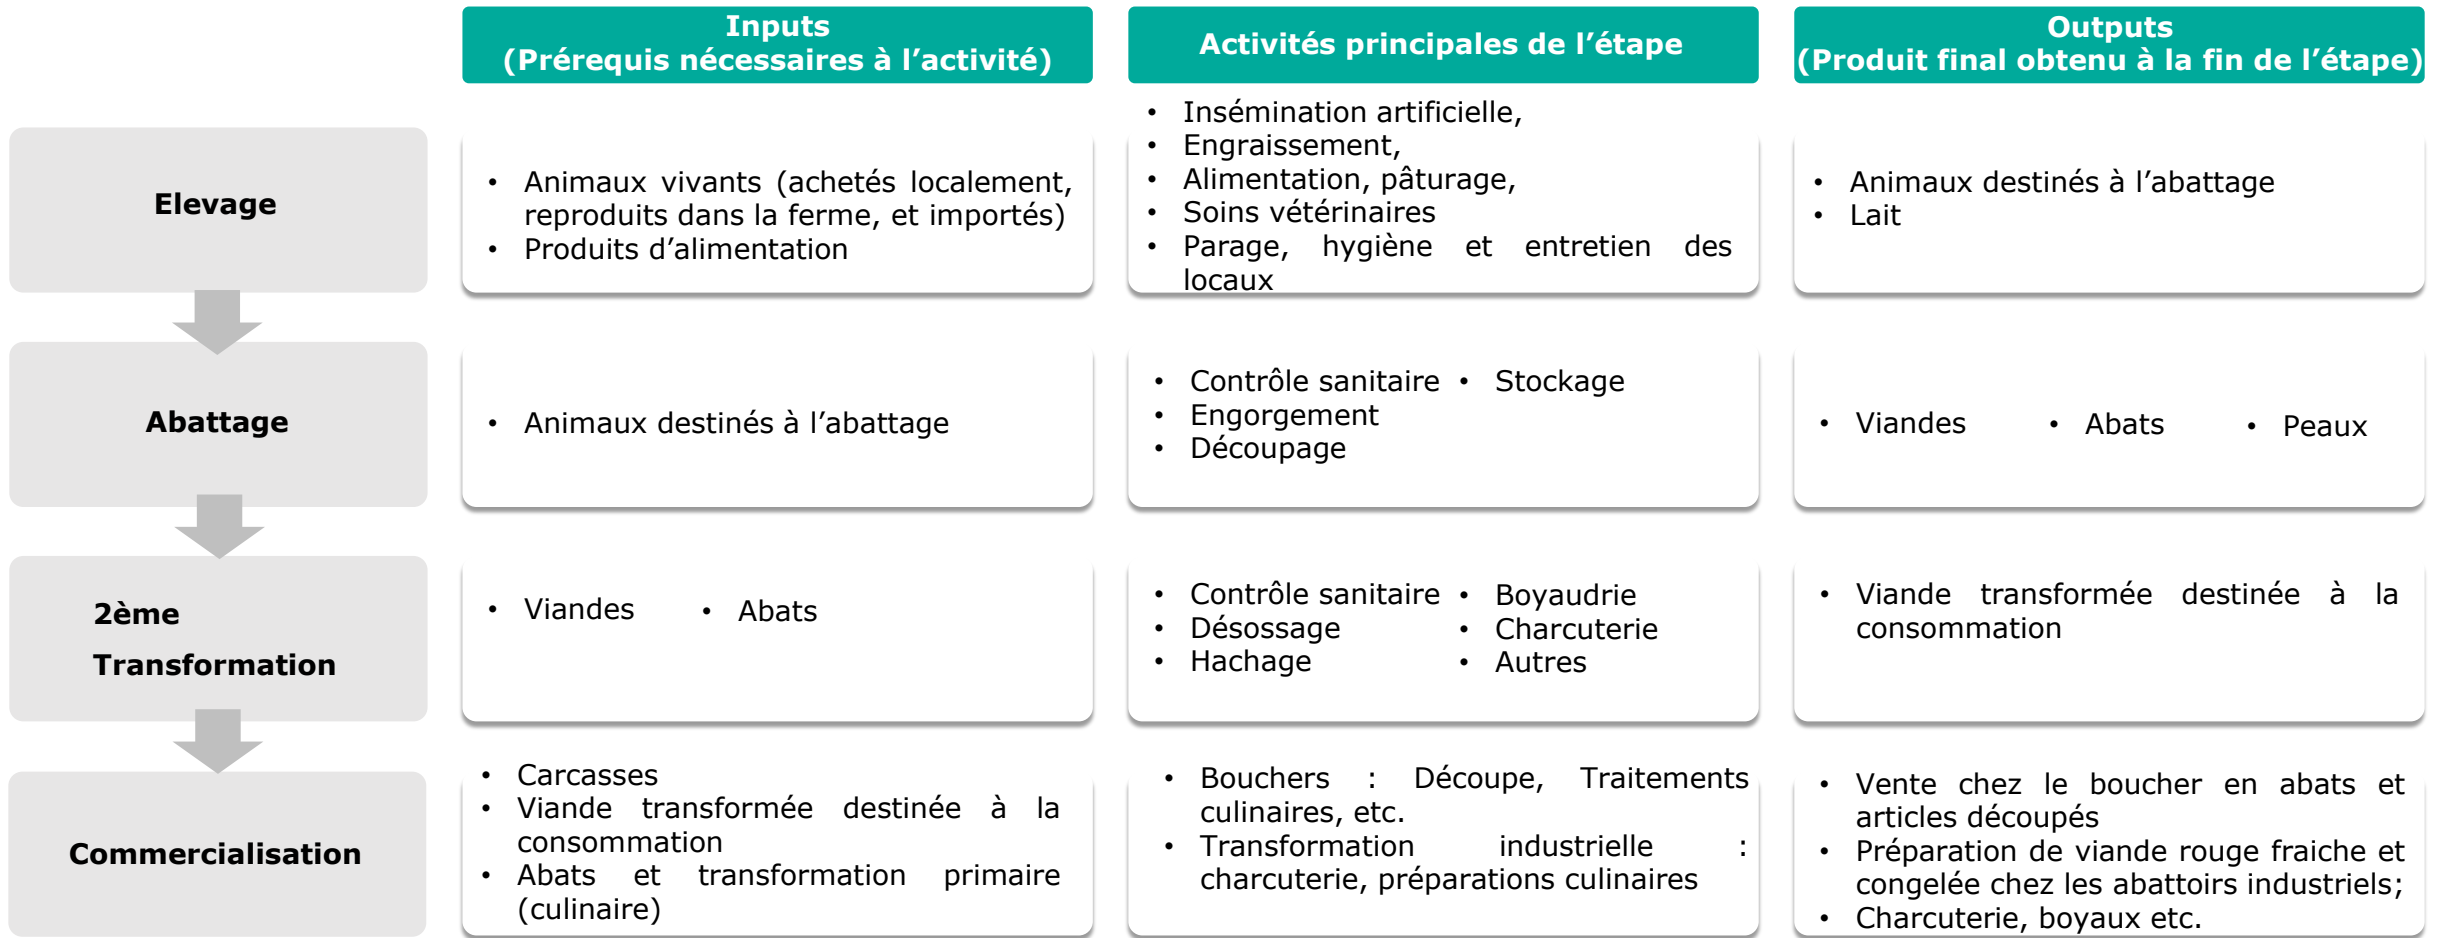 Inputs
(Prérequis nécessaires à l’activité)
Activités principales de l’étape
Outputs
(Produit final obtenu à la fin de l’étape)
Elevage
• Animaux vivants (achetés localement,
reproduits dans la ferme, et importés)
• Produits d’alimentation
• Insémination artificielle,
• Engraissement,
• Alimentation, pâturage,
• Soins vétérinaires
• Parage, hygiène et entretien des
locaux
• Animaux destinés à l’abattage
• Lait
Abattage
• Animaux destinés à l’abattage
• Contrôle sanitaire • Stockage
• Engorgement
• Découpage
• Viandes • Abats • Peaux
2ème
Transformation
• Viandes • Abats
• Contrôle sanitaire • Boyaudrie
• Désossage • Charcuterie
• Hachage • Autres
• Viande transformée destinée à la
consommation
Commercialisation
• Carcasses
• Viande transformée destinée à la
consommation
• Abats et transformation primaire
(culinaire)
• Bouchers : Découpe, Traitements
culinaires, etc.
• Transformation industrielle :
charcuterie, préparations culinaires
• Vente chez le boucher en abats et
articles découpés
• Préparation de viande rouge fraiche et
congelée chez les abattoirs industriels;
• Charcuterie, boyaux etc.